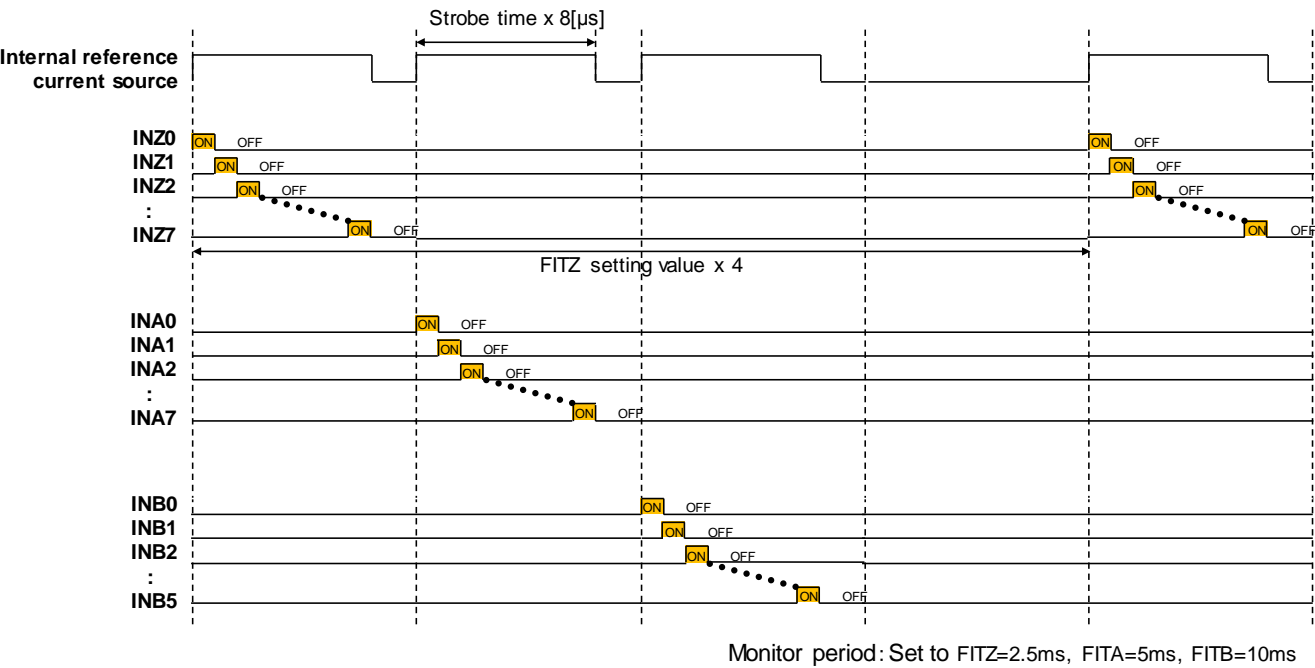 Strobe time x 8[μs]
Internal reference
current source
INZ0 ON OFF ON OFF
INZ1 ON OFF ON OFF
INZ2 ON OFF ON OFF
:
INZ7 ON OFF ON OFF
FITZ setting value x 4
INA0 ON OFF
INA1 ON OFF
INA2 ON OFF
:
INA7 ON OFF
INB0 ON OFF
INB1 ON OFF
INB2 ON OFF
:
INB5 ON OFF
Monitor period: Set to FITZ=2.5ms, FITA=5ms, FITB=10ms